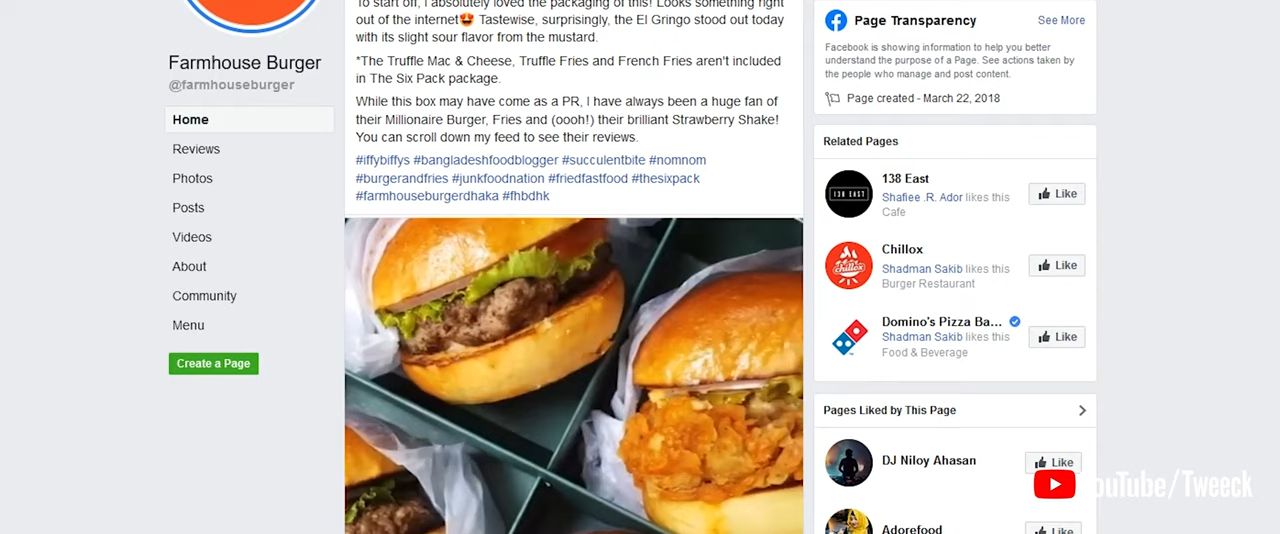 Farmhouse Burger
@farmhouseburger
Home
Reviews
Photos
Posts
Videos
About
Community
Menu
Create a Page
To start off, I absolutely loved the packaging of this! Looks something right
out of the internet🤩 Tastewise, surprisingly, the El Gringo stood out today
with its slight sour flavor from the mustard.
*The Truffle Mac & Cheese, Truffle Fries and French Fries aren't included
in The Six Pack package.
While this box may have come as a PR, I have always been a huge fan of
their Millionaire Burger, Fries and (oooh!) their brilliant Strawberry Shake!
You can scroll down my feed to see their reviews.
#iffybiffys #bangladeshfoodblogger #succulentbite #nomnom
#burgerandfries #junkfoodnation #friedfastfood #thesixpack
#farmhouseburgerdhaka #fhbdhk
Page Transparency
See More
Facebook is showing information to help you better
understand the purpose of a Page. See actions taken by
the people who manage and post content.
Page created - March 22, 2018
Related Pages
138 EAST
138 East
Shafiee .R. Ador likes this
Cafe
Like
chillox
Chillox
Shadman Sakib likes this
Burger Restaurant
Like
Domino's Pizza Ba...
Shadman Sakib likes this
Food & Beverage
Like
Pages Liked by This Page
DJ Niloy Ahasan
Like
YouTube/Tweeck
Adorefood
Like